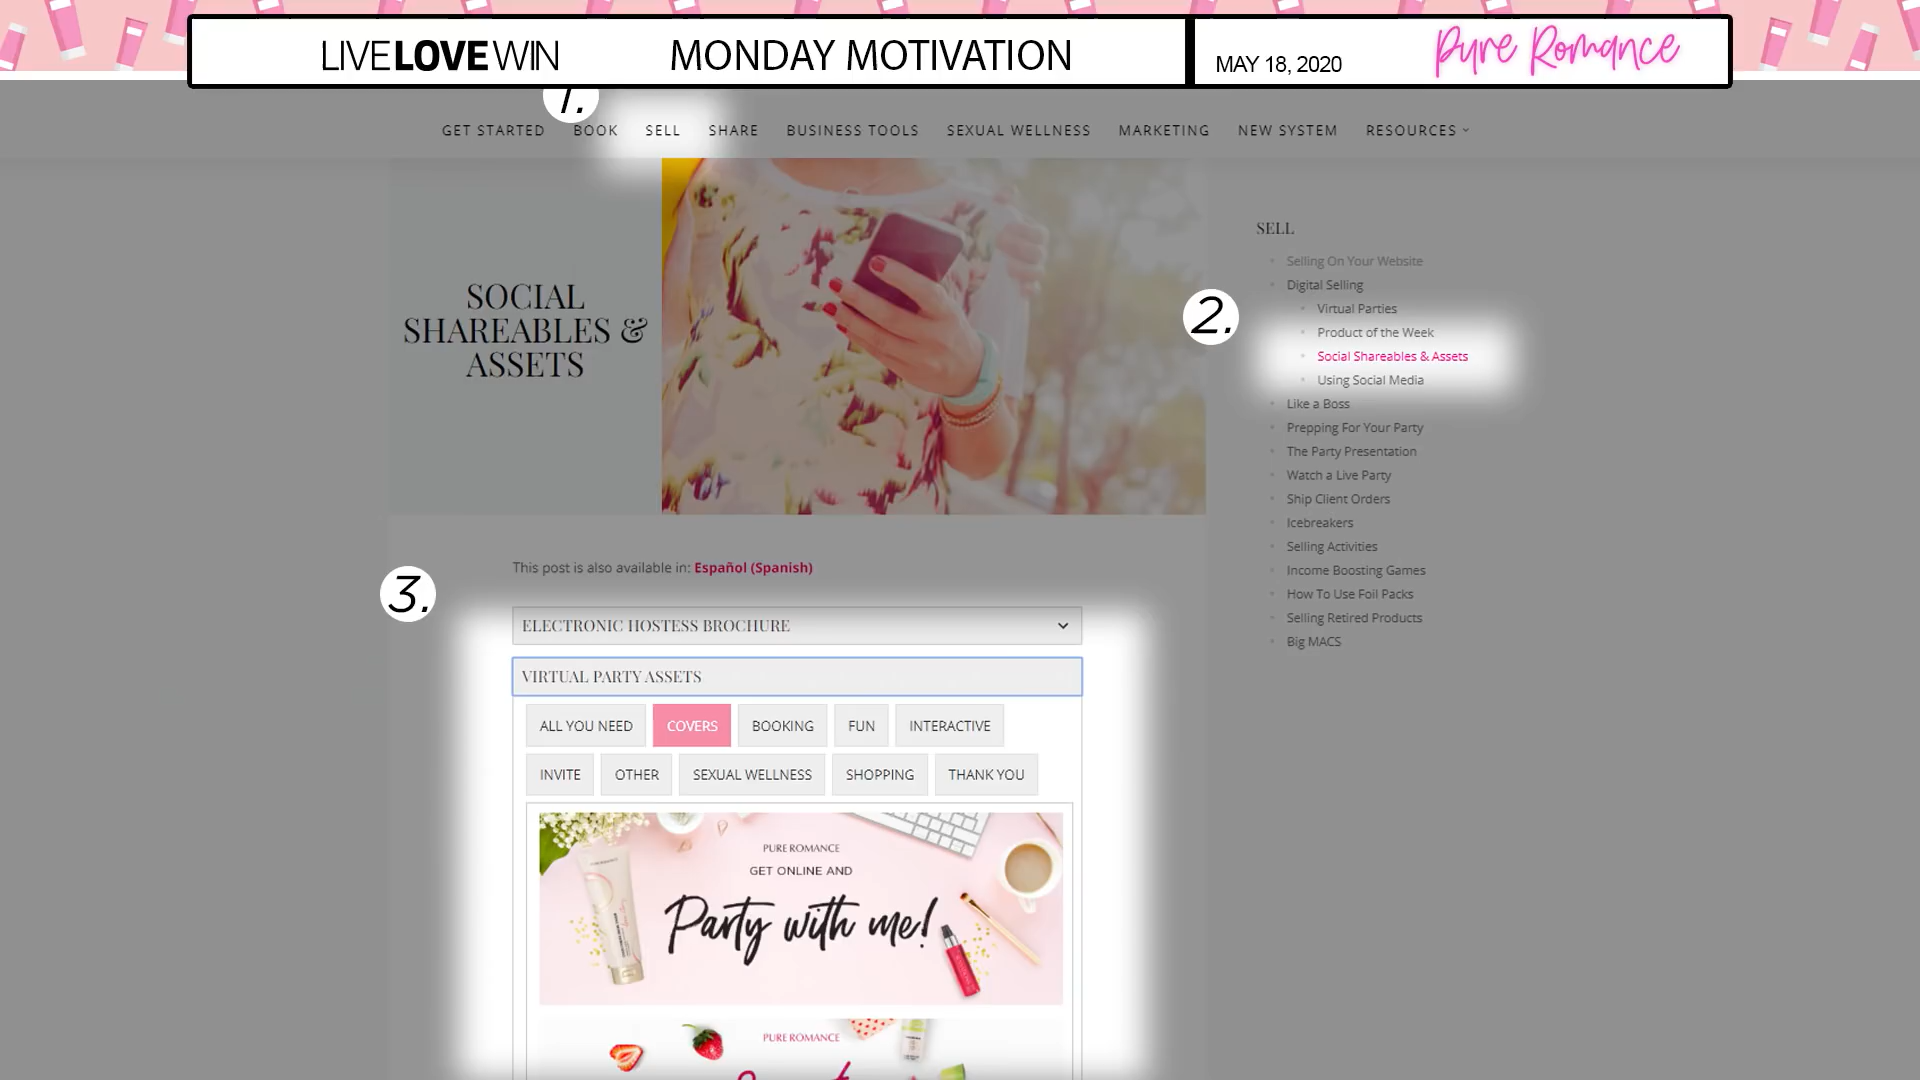 LIVELOVEWIN
MONDAY MOTIVATION
MAY 18, 2020
Pure Romance
1.
GET STARTED
BOOK
SELL
SHARE
BUSINESS TOOLS
SEXUAL WELLNESS
MARKETING
NEW SYSTEM
RESOURCES
SOCIAL
SHAREABLES &
ASSETS
2.
SELL
Selling On Your Website
Digital Selling
Virtual Parties
Product of the Week
Social Shareables & Assets
Using Social Media
Like a Boss
Prepping For Your Party
The Party Presentation
Watch a Live Party
Ship Client Orders
Icebreakers
Selling Activities
Income Boosting Games
How To Use Foil Packs
Selling Retired Products
Big MACS
This post is also available in: Español (Spanish)
3.
ELECTRONIC HOSTESS BROCHURE
VIRTUAL PARTY ASSETS
ALL YOU NEED
COVERS
BOOKING
FUN
INTERACTIVE
INVITE
OTHER
SEXUAL WELLNESS
SHOPPING
THANK YOU
PURE ROMANCE
GET ONLINE AND
Party with me!
PURE ROMANCE